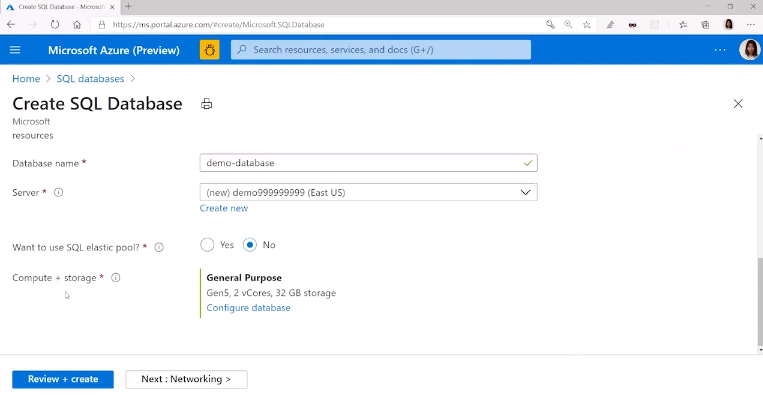 Create SQL Database - Microsoft
https://ms.portal.azure.com/#create/Microsoft SQLDatabase
Microsoft Azure (Preview)
Search resources, services, and docs (G+/)
Home > SQL databases >
Create SQL Database
Microsoft
resources
Database name *
demo-database
Server *
(new) demo999999999 (East US)
Create new
Want to use SQL elastic pool? *
Yes No
Compute + storage *
General Purpose
Gen5, 2 vCores, 32 GB storage
Configure database
Review + create
Next : Networking >